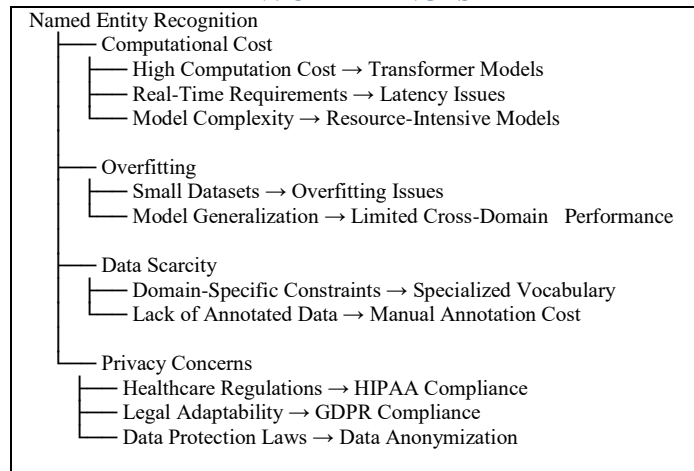 Named Entity Recognition
├── Computational Cost
│ ├── High Computation Cost → Transformer Models
│ ├── Real-Time Requirements → Latency Issues
│ └── Model Complexity → Resource-Intensive Models
├── Overfitting
│ ├── Small Datasets → Overfitting Issues
│ └── Model Generalization → Limited Cross-Domain Performance
├── Data Scarcity
│ ├── Domain-Specific Constraints → Specialized Vocabulary
│ └── Lack of Annotated Data → Manual Annotation Cost
└── Privacy Concerns
├── Healthcare Regulations → HIPAA Compliance
├── Legal Adaptability → GDPR Compliance
└── Data Protection Laws → Data Anonymization